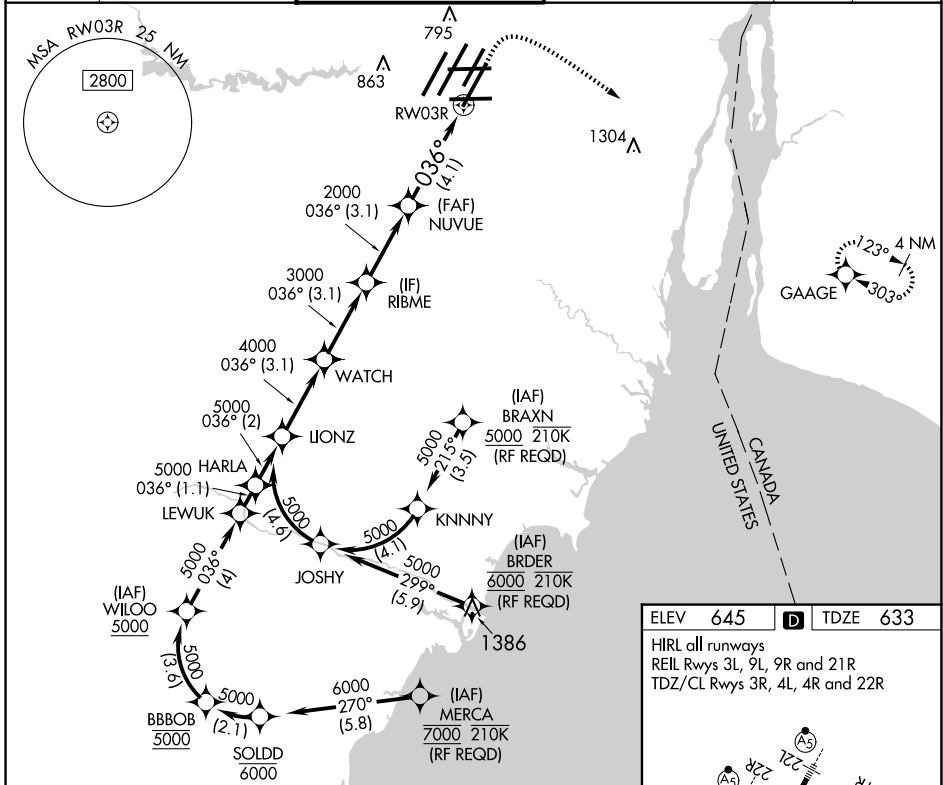 MSA RW03R 25 NM
2800
795
863
RW03R
1304
036°
(4.1)
2000
036° (3.1)
(FAF)
NUVUE
123°
4 NM
303°
GAAGE
3000
036° (3.1)
(IF)
RIBME
4000
036° (3.1)
WATCH
5000
036° (2)
LIONZ
(IAF)
BRAXN
5000 210K
(RF REQD)
5000
215°
(3.5)
CANADA
UNITED STATES
HARLA
5000
036° (1.1)
LEWUK
5000
(4.6)
KNNNY
5000
(4.1)
JOSHY
(IAF)
BRDER
6000 210K
(RF REQD)
5000
299°
(5.9)
1386
5000
036°
(4)
(IAF)
WILOO
5000
5000
(3.6)
BBBOB
5000
5000
(2.1)
SOLDD
6000
6000
270°
(5.8)
(IAF)
MERCA
7000 210K
(RF REQD)
ELEV 645 D TDZE 633
HIRL all runways
REIL Rwys 3L, 9L, 9R and 21R
TDZ/CL Rwys 3R, 4L, 4R and 22R
A5
22L
22R
A5